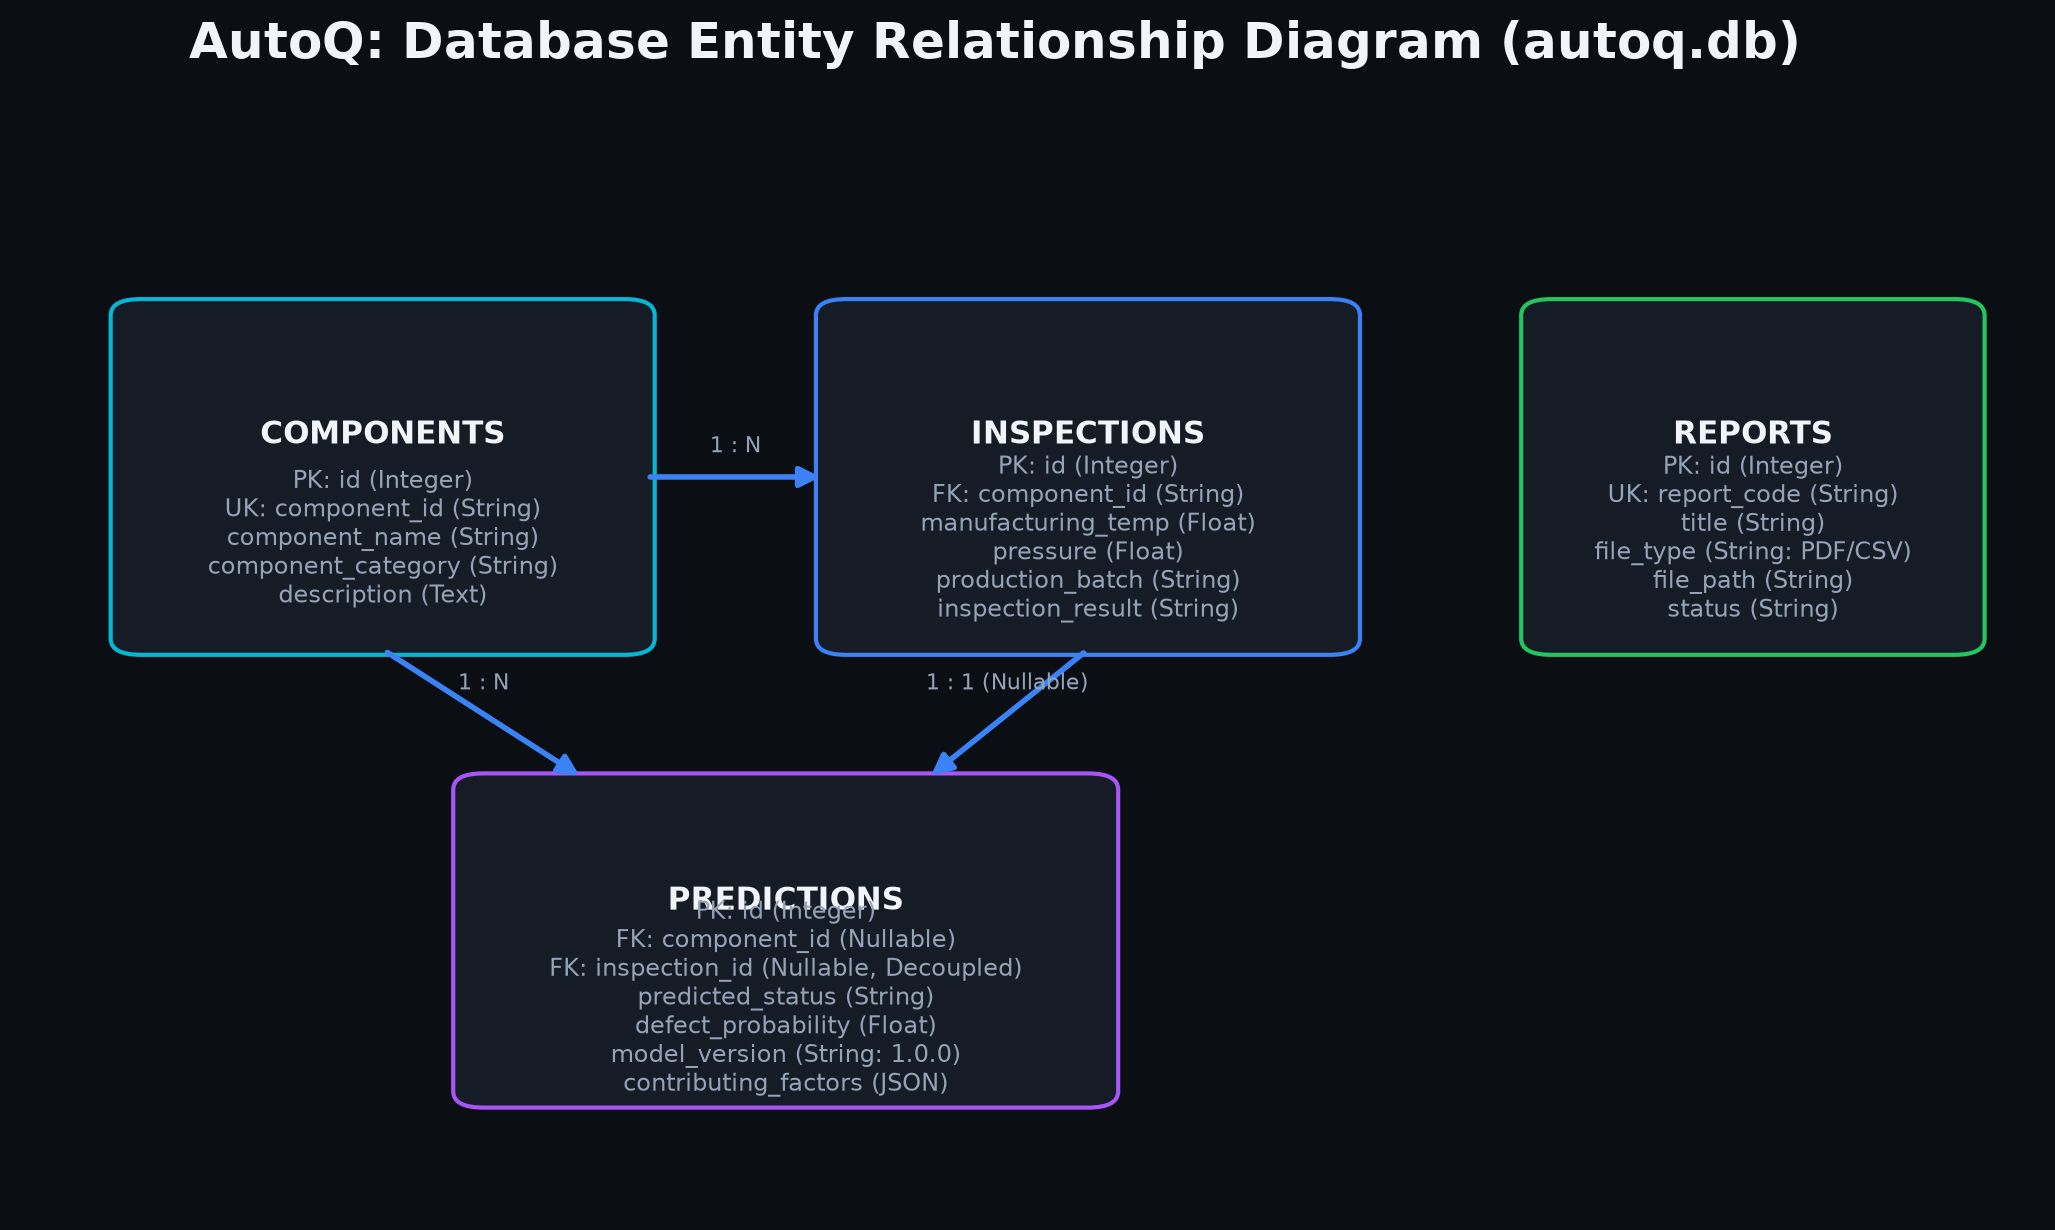 AutoQ: Database Entity Relationship Diagram (autoq.db)
COMPONENTS
PK: id (Integer)
UK: component_id (String)
component_name (String)
component_category (String)
description (Text)
1 : N
INSPECTIONS
PK: id (Integer)
FK: component_id (String)
manufacturing_temp (Float)
pressure (Float)
production_batch (String)
inspection_result (String)
REPORTS
PK: id (Integer)
UK: report_code (String)
title (String)
file_type (String: PDF/CSV)
file_path (String)
status (String)
1 : N
1 : 1 (Nullable)
PREDICTIONS
PK: id (Integer)
FK: component_id (Nullable)
FK: inspection_id (Nullable, Decoupled)
predicted_status (String)
defect_probability (Float)
model_version (String: 1.0.0)
contributing_factors (JSON)